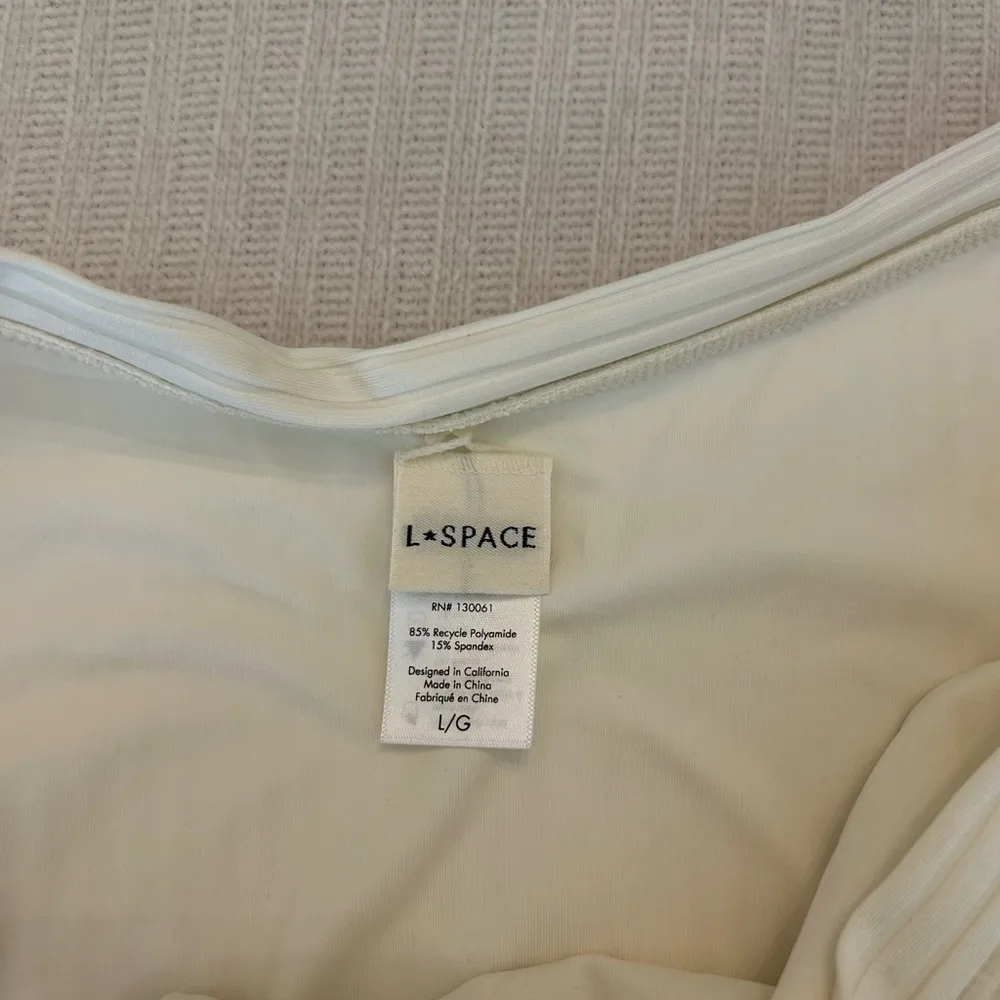 L★SPACE
RN# 130061
85% Recycle Polyamide
15% Spandex
Designed in California
Made in China
Fabriqué en Chine
L/G